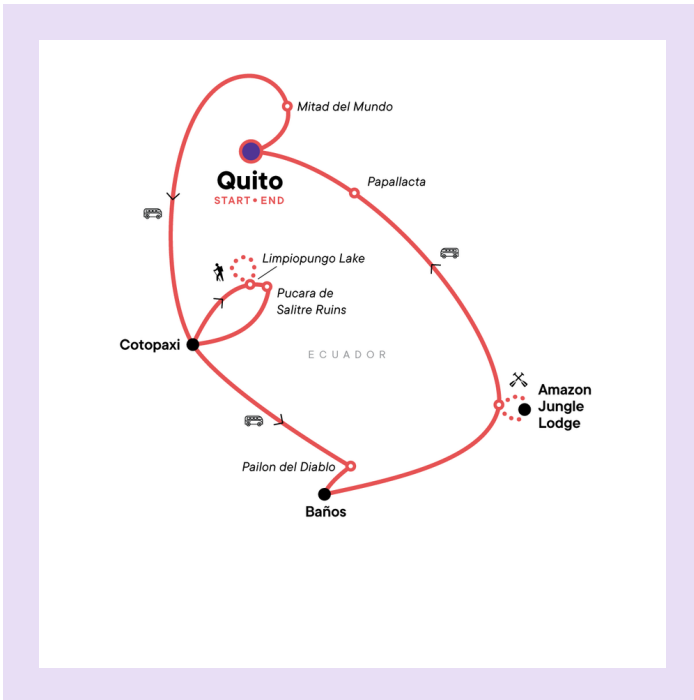 Mitad del Mundo
Papallacta
Quito
START • END
Limpiopungo Lake
Pucara de
Salitre Ruins
Cotopaxi
ECUADOR
Amazon
Jungle
Lodge
Pailon del Diablo
Baños